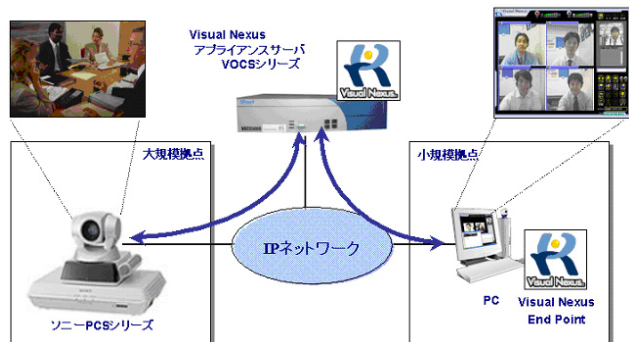 Visual Nexus
アプライアンスサーバ
VOCSシリーズ
Visual Nexus
Visual Nexus
大規模拠点
小規模拠点
IPネットワーク
ソニーPCSシリーズ
PC
Visual Nexus
Visual Nexus
End Point